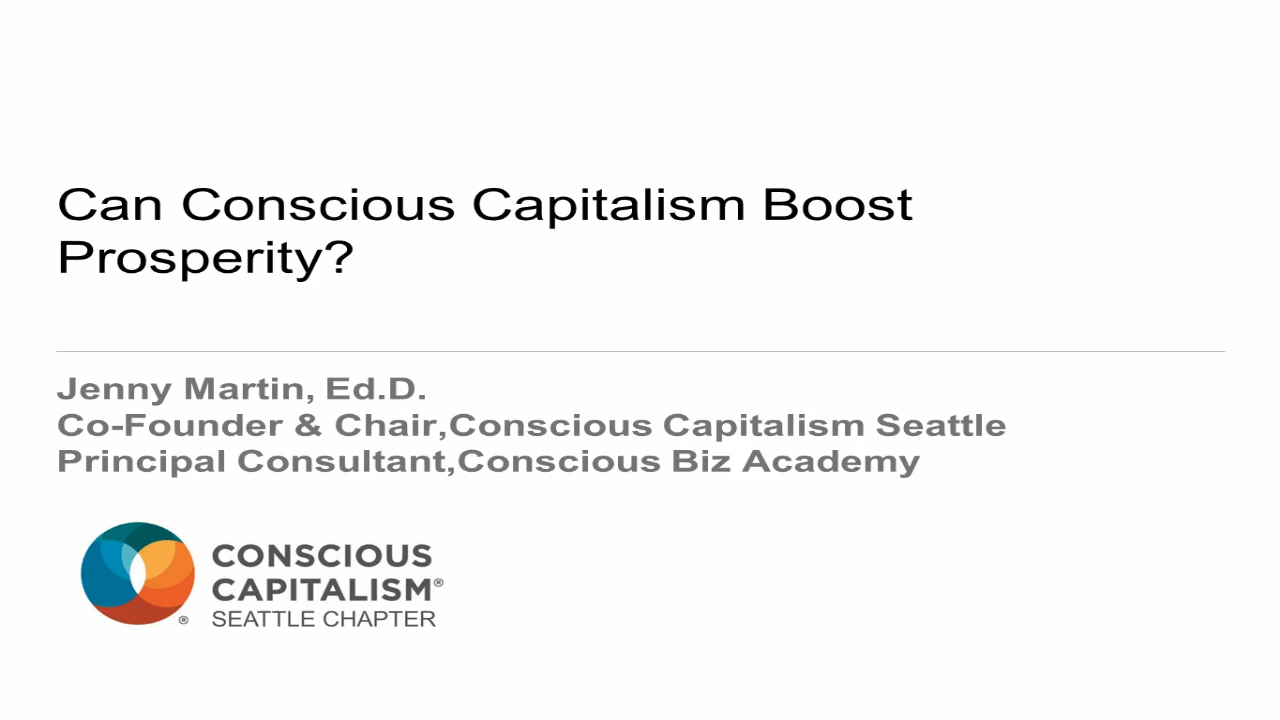 Can Conscious Capitalism Boost
Prosperity?
Jenny Martin, Ed.D.
Co-Founder & Chair,Conscious Capitalism Seattle
Principal Consultant,Conscious Biz Academy
CONSCIOUS
CAPITALISM®
®
SEATTLE CHAPTER